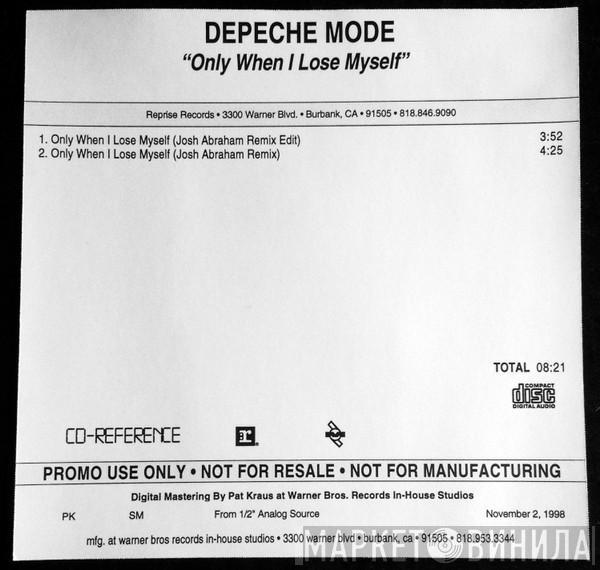 DEPECHE MODE
“Only When I Lose Myself”
Reprise Records • 3300 Warner Blvd. • Burbank, CA • 91505 • 818.846.9090
1. Only When I Lose Myself (Josh Abraham Remix Edit) 3:52
2. Only When I Lose Myself (Josh Abraham Remix) 4:25
TOTAL 08:21
COMPACT
disc
DIGITAL AUDIO
CD-REFERENCE r
PROMO USE ONLY • NOT FOR RESALE • NOT FOR MANUFACTURING
Digital Mastering By Pat Kraus at Warner Bros. Records In-House Studios
PK SM From 1/2" Analog Source November 2, 1998
mfg. at warner bros records in-house studios • 3300 warner blvd • burbank, ca • 91505 • 818.953.3344
МАРКЕТ ВИНИЛА